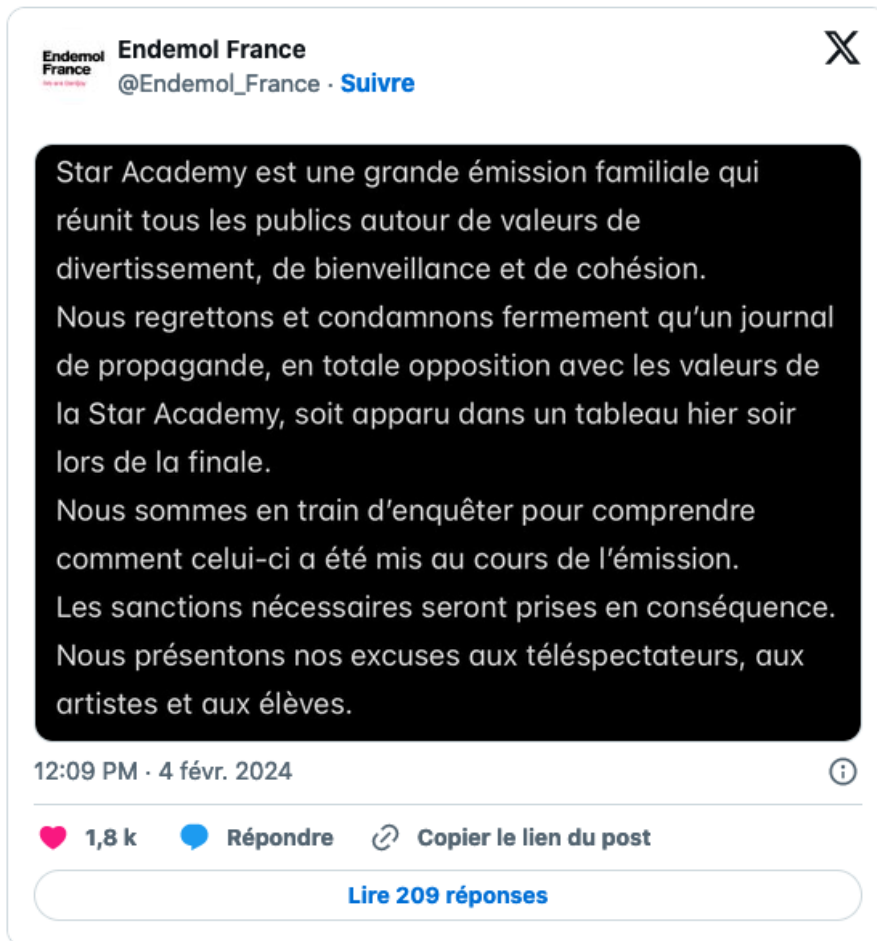 Endemol
France
Endemol France
@Endemol_France · Suivre
Star Academy est une grande émission familiale qui
réunit tous les publics autour de valeurs de
divertissement, de bienveillance et de cohésion.
Nous regrettons et condamnons fermement qu’un journal
de propagande, en totale opposition avec les valeurs de
la Star Academy, soit apparu dans un tableau hier soir
lors de la finale.
Nous sommes en train d’enquêter pour comprendre
comment celui-ci a été mis au cours de l’émission.
Les sanctions nécessaires seront prises en conséquence.
Nous présentons nos excuses aux téléspectateurs, aux
artistes et aux élèves.
12:09 PM · 4 févr. 2024
1,8 k Répondre Copier le lien du post
Lire 209 réponses